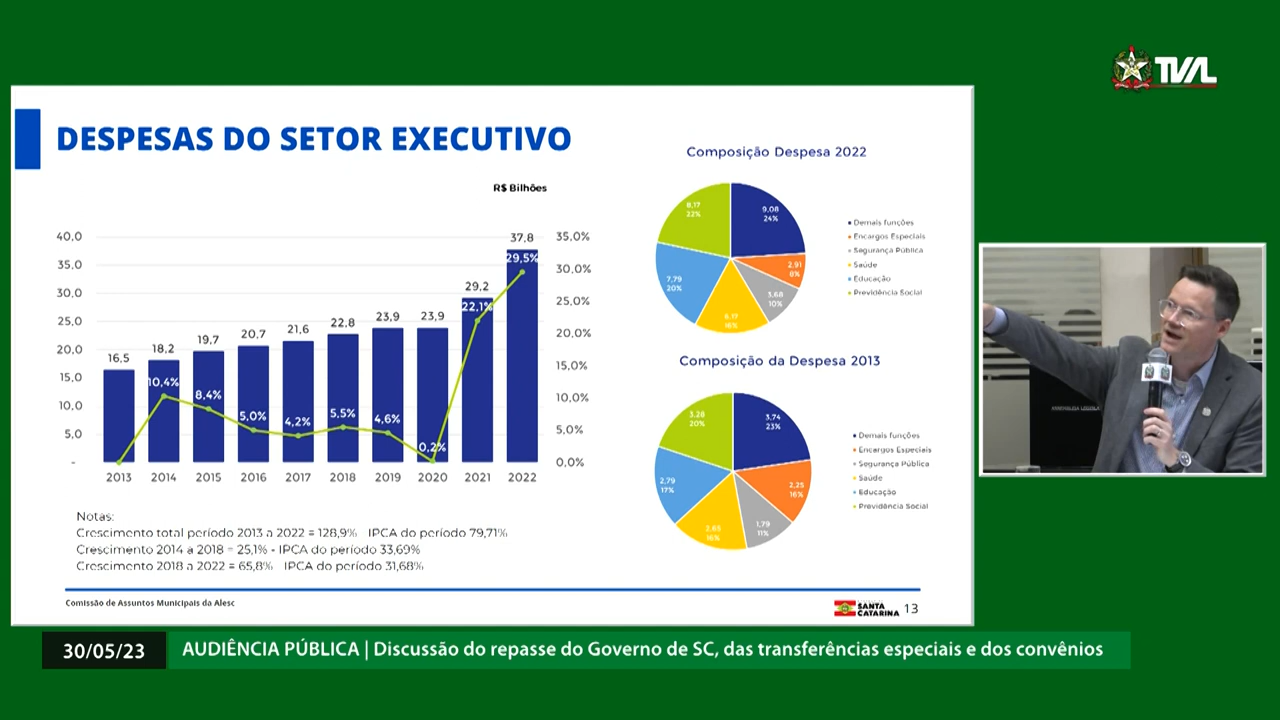 TVAL
DESPESAS DO SETOR EXECUTIVO
R$ Bilhões
40,0
35,0
30,0
25,0
20,0
15,0
10,0
5,0
-
35,0%
30,0%
25,0%
20,0%
15,0%
10,0%
5,0%
0,0%
16,5
18,2
19,7
20,7
21,6
22,8
23,9
23,9
29,2
37,8
10,4%
8,4%
5,0%
4,2%
5,5%
4,6%
0,2%
22,1%
29,5%
2013 2014 2015 2016 2017 2018 2019 2020 2021 2022
Notas:
Crescimento total período 2013 a 2022 = 128,9% IPCA do período 79,71%
Crescimento 2014 a 2018 = 25,1% - IPCA do período 33,69%
Crescimento 2018 a 2022 = 65,8% IPCA do período 31,68%
Composição Despesa 2022
9,08
24%
2,91
8%
3,68
10%
6,17
16%
7,79
20%
8,17
22%
Demais funções
Encargos Especiais
Segurança Pública
Saúde
Educação
Previdência Social
Composição da Despesa 2013
3,74
23%
2,25
16%
1,79
11%
2,65
16%
2,79
17%
3,28
20%
Demais funções
Encargos Especiais
Segurança Pública
Saúde
Educação
Previdência Social
Comissão de Assuntos Municipais da Alesc
SANTA
CATARINA
13
ASSEMBLEIA LEGISLA
30/05/23
AUDIÊNCIA PÚBLICA | Discussão do repasse do Governo de SC, das transferências especiais e dos convênios